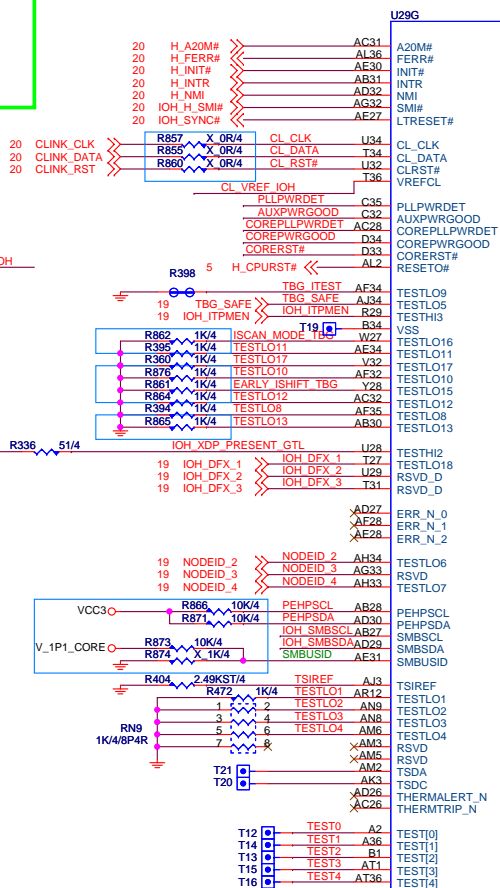 U29G
20 H_A20M# AC31 A20M#
20 H_FERR# AL36 FERR#
20 H_INIT# AE30 INIT#
20 H_INTR AB31 INTR
20 H_NMI AD32 NMI
20 IOH_H_SMI# AG32 SMI#
20 IOH_SYNC# AE27 LTRESET#
20 CLINK_CLK R857 X_0R/4 CL_CLK U34 CL_CLK
20 CLINK_DATA R855 X_0R/4 CL_DATA T34 CL_DATA
20 CLINK_RST R860 X_0R/4 CL_RST# U32 CLRST#
CL_VREF_IOH T36 VREFCL
PLLPWRDET C35 PLLPWRDET
AUXPWRGOOD C32 AUXPWRGOOD
COREPLLPWRDET AC28 COREPLLPWRDET
COREPWRGOOD D34 COREPWRGOOD
CORERST# D33 CORERST#
OH 5 H_CPURST# AL2 RESETO#
R398 TBG_ITEST AF34 TESTLO9
19 TBG_SAFE TBG_SAFE AJ34 TESTLO5
19 IOH_ITPMEN IOH_ITPMEN R29 TESTHI3
T19 B34 VSS
R862 1K/4 ISCAN_MODE_TBG W27 TESTLO16
R395 1K/4 TESTLO11 AE34 TESTLO11
R360 1K/4 TESTLO17 V32 TESTLO17
R876 1K/4 TESTLO10 AF32 TESTLO10
R861 1K/4 EARLY_ISHIFT_TBG Y28 TESTLO15
R864 1K/4 TESTLO12 AC32 TESTLO12
R394 1K/4 TESTLO8 AF35 TESTLO8
R865 1K/4 TESTLO13 AB30 TESTLO13
R336 51/4 IOH_XDP_PRESENT_GTL U28 TESTHI2
19 IOH_DFX_1 IOH_DFX_1 T27 TESTLO18
19 IOH_DFX_2 IOH_DFX_2 U29 RSVD_D
19 IOH_DFX_3 IOH_DFX_3 T31 RSVD_D
AD27 ERR_N_0
AF28 ERR_N_1
AE28 ERR_N_2
19 NODEID_2 NODEID_2 AH34 TESTLO6
19 NODEID_3 NODEID_3 AG33 RSVD
19 NODEID_4 NODEID_4 AH33 TESTLO7
VCC3 R866 10K/4 PEHPSCL AB28 PEHPSCL
R871 10K/4 PEHPSDA AD30 PEHPSDA
IOH_SMBSCL AB27 SMBSCL
V_1P1_CORE R873 10K/4 IOH_SMBSDA AD29 SMBSDA
R874 X_1K/4 SMBUSID AE31 SMBUSID
R404 2.49KST/4 TSIREF AJ3 TSIREF
R472 1K/4 TESTLO1 AR12 TESTLO1
1 2 TESTLO2 AN9 TESTLO2
RN9 3 4 TESTLO3 AN8 TESTLO3
1K/4/8P4R 5 6 TESTLO4 AM6 TESTLO4
7 8 AM3 RSVD
AM5 RSVD
T21 AM2 TSDA
T20 AK3 TSDC
AD26 THERMALERT_N
AC26 THERMTRIP_N
T12 TEST0 A2 TEST[0]
T14 TEST1 A36 TEST[1]
T13 TEST2 B1 TEST[2]
T15 TEST3 AT1 TEST[3]
T16 TEST4 AT36 TEST[4]